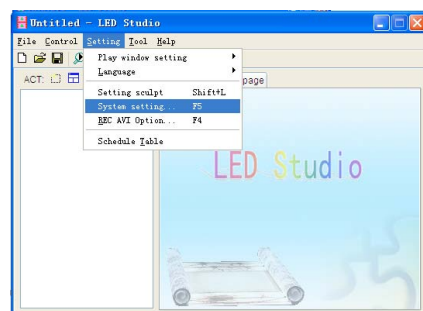 Untitled - LED Studio
File Control Setting Tool Help
Play window setting
Language
ACT:
page
Setting sculpt Shift+L
System setting... F5
REC AVI Option... F4
Schedule Table
LED Studio